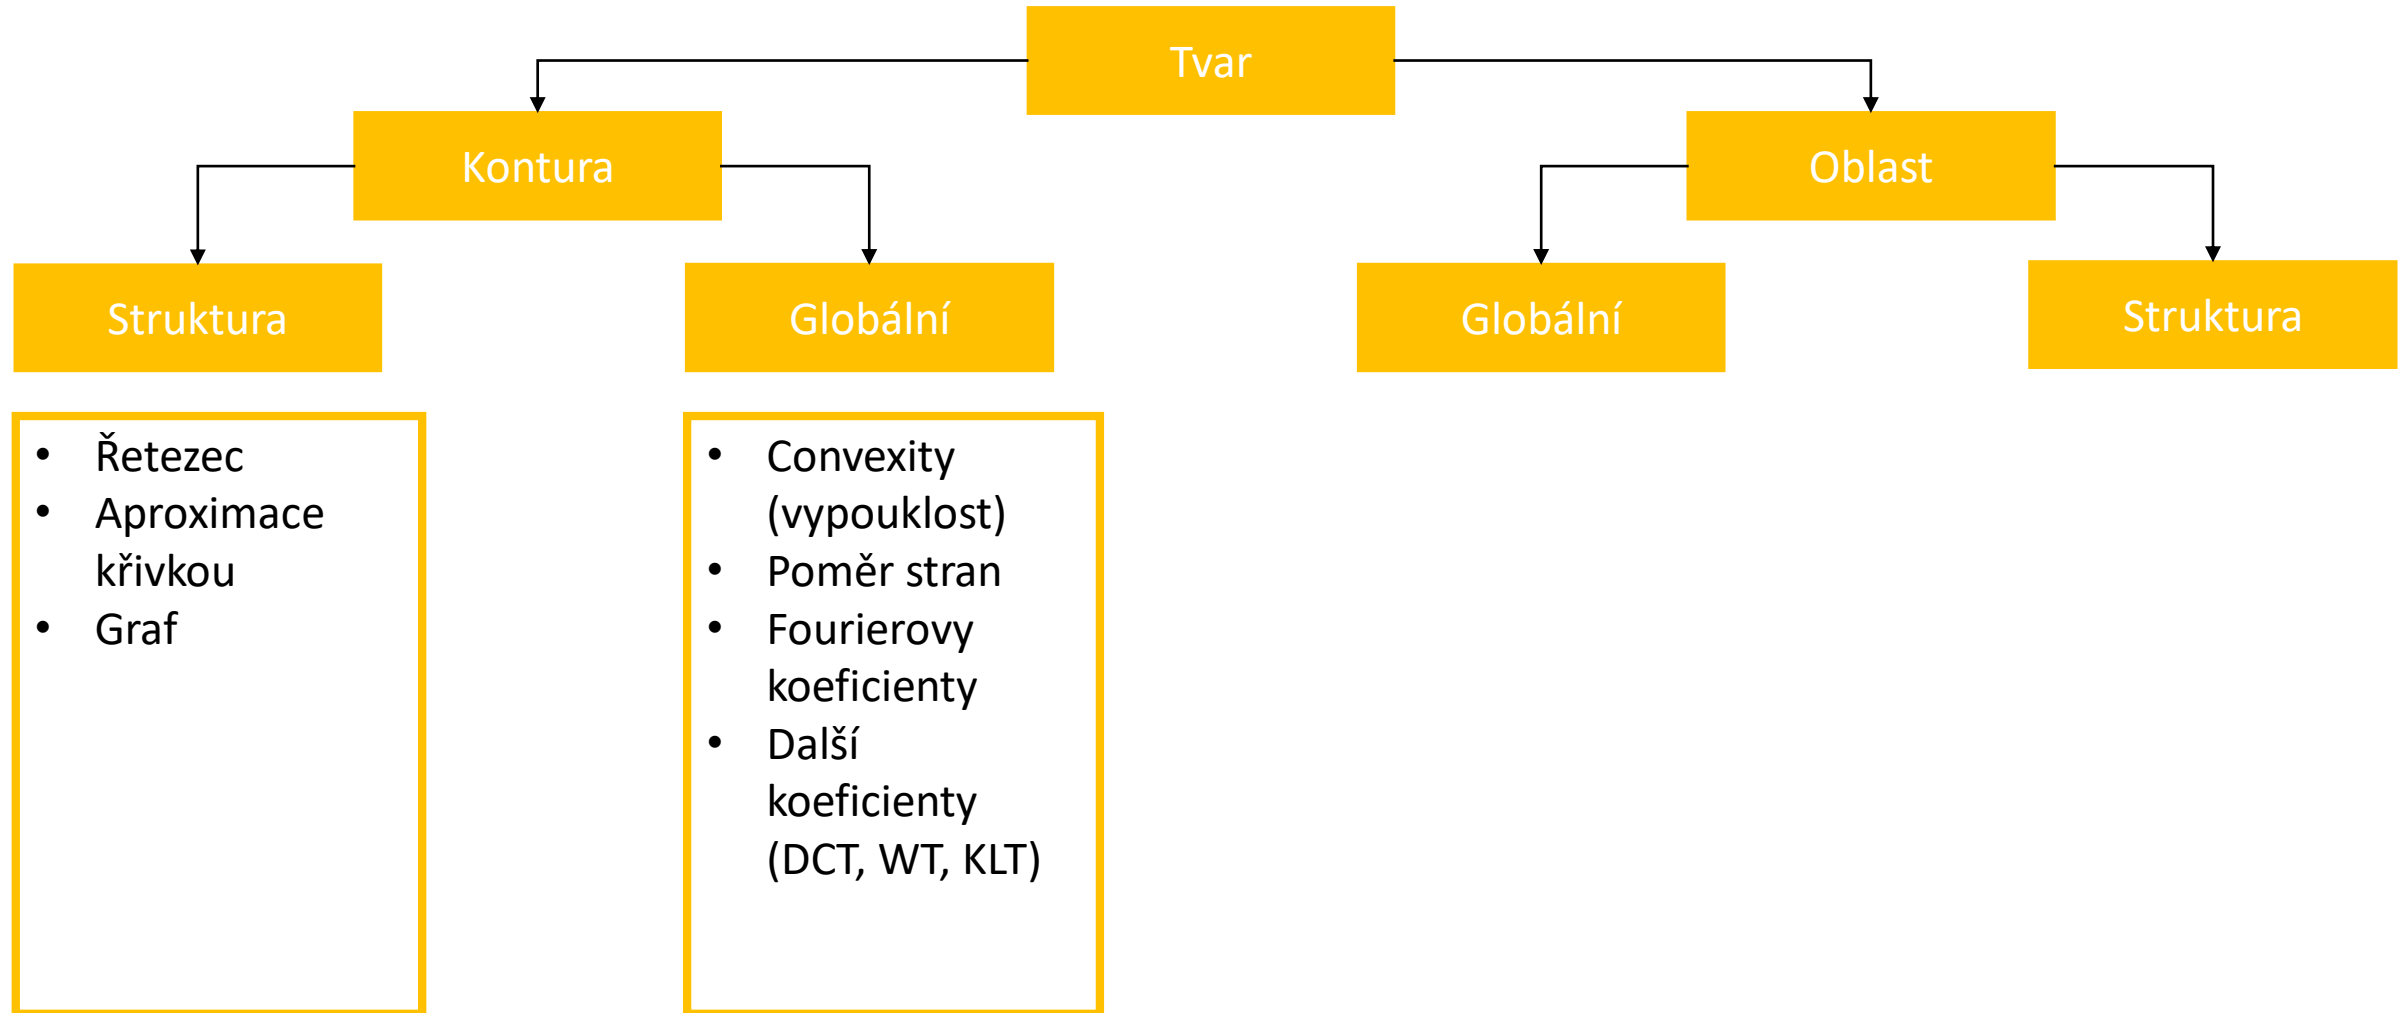 Tvar
Kontura
Oblast
Struktura
Globální
Globální
Struktura
• Řetezec
• Aproximace
křivkou
• Graf
• Convexity
(vypouklost)
• Poměr stran
• Fourierovy
koeficienty
• Další
koeficienty
(DCT, WT, KLT)